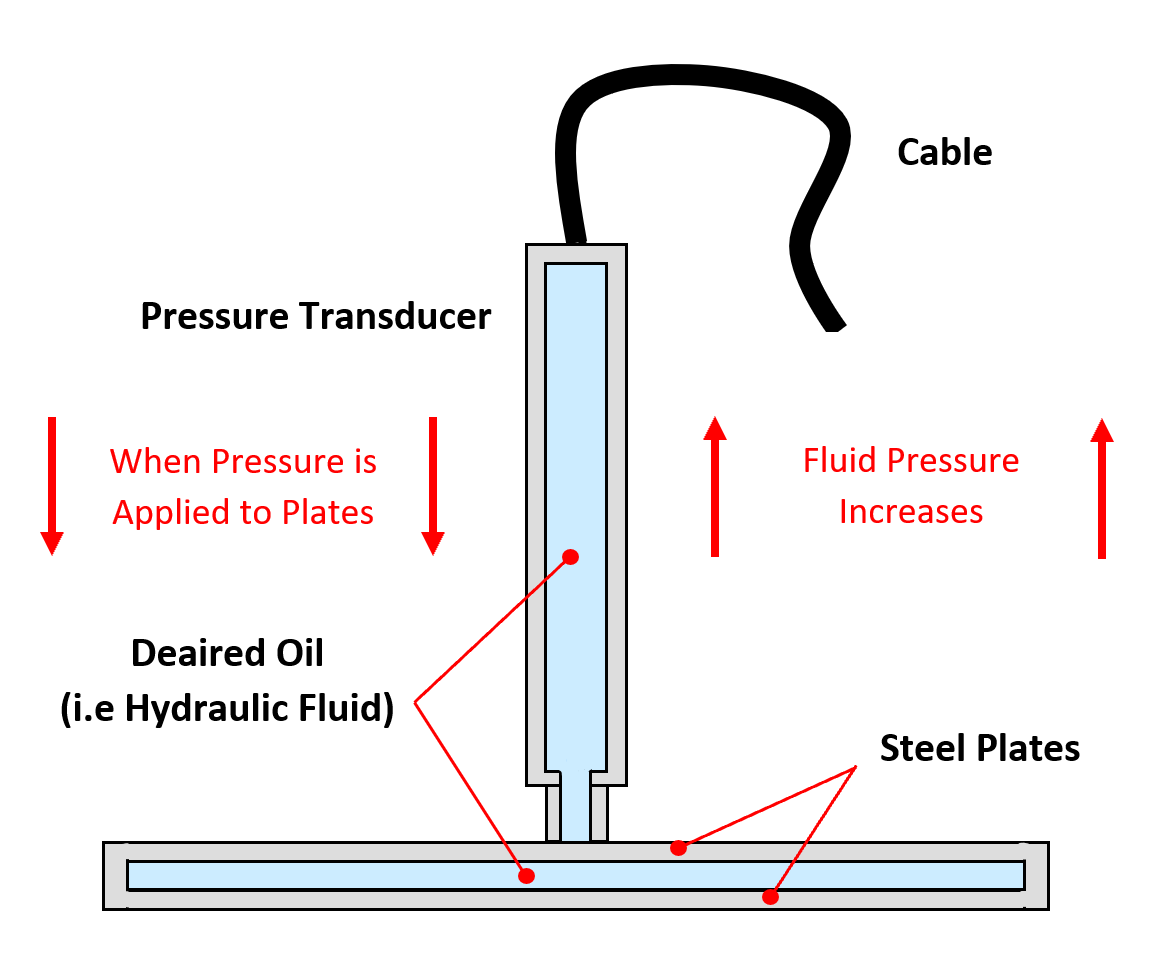 Cable
Pressure Transducer
When Pressure is
Applied to Plates
Fluid Pressure
Increases
Deaired Oil
(i.e Hydraulic Fluid)
Steel Plates